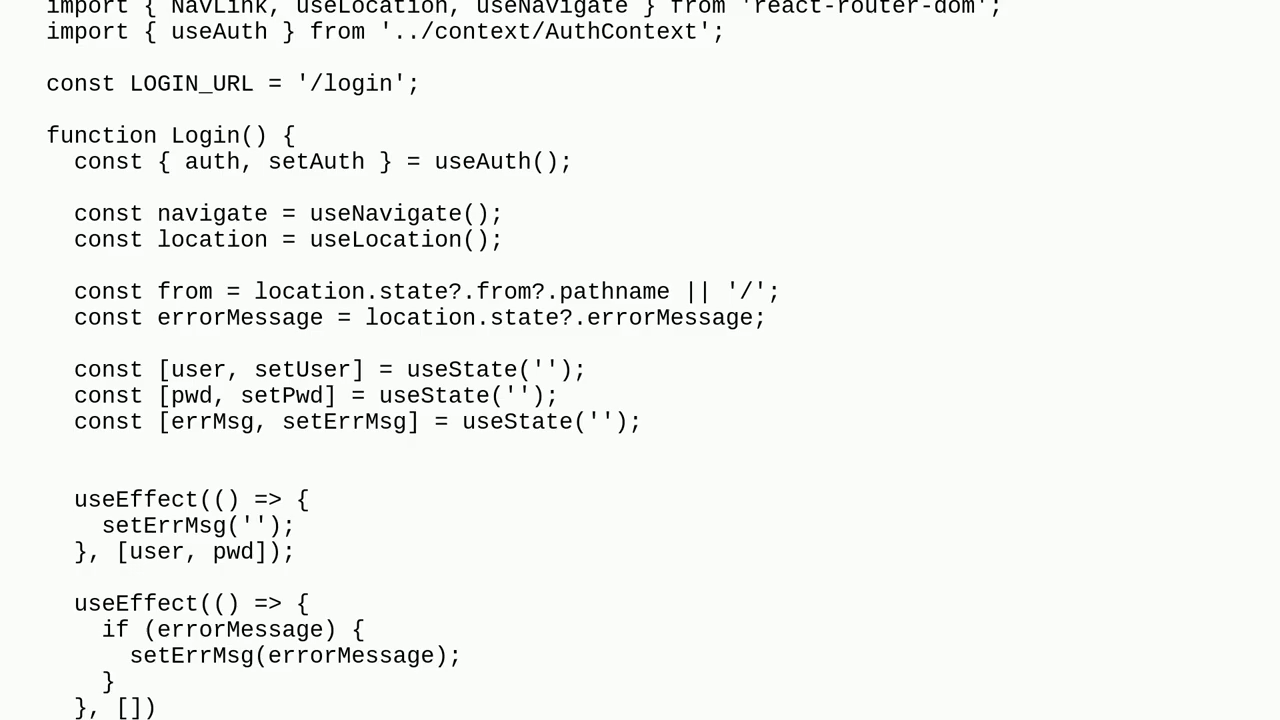 import { NavLink, useLocation, useNavigate } from 'react-router-dom';
import { useAuth } from '../context/AuthContext';

const LOGIN_URL = '/login';

function Login() {
  const { auth, setAuth } = useAuth();

  const navigate = useNavigate();
  const location = useLocation();

  const from = location.state?.from?.pathname || '/';
  const errorMessage = location.state?.errorMessage;

  const [user, setUser] = useState('');
  const [pwd, setPwd] = useState('');
  const [errMsg, setErrMsg] = useState('');


  useEffect(() => {
    setErrMsg('');
  }, [user, pwd]);

  useEffect(() => {
    if (errorMessage) {
      setErrMsg(errorMessage);
    }
  }, [])